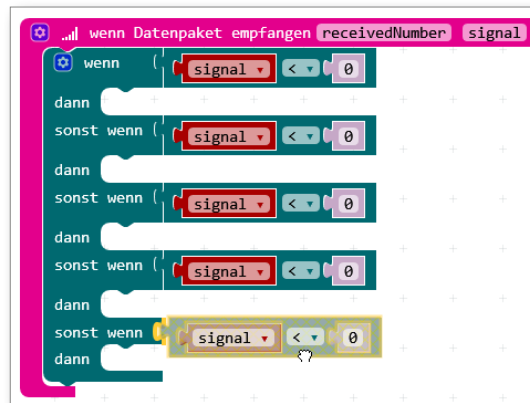 wenn Datenpaket empfangen receivedNumber signal
wenn ( signal < 0
dann
sonst wenn ( signal < 0
dann
sonst wenn ( signal < 0
dann
sonst wenn ( signal < 0
dann
sonst wenn signal < 0
dann